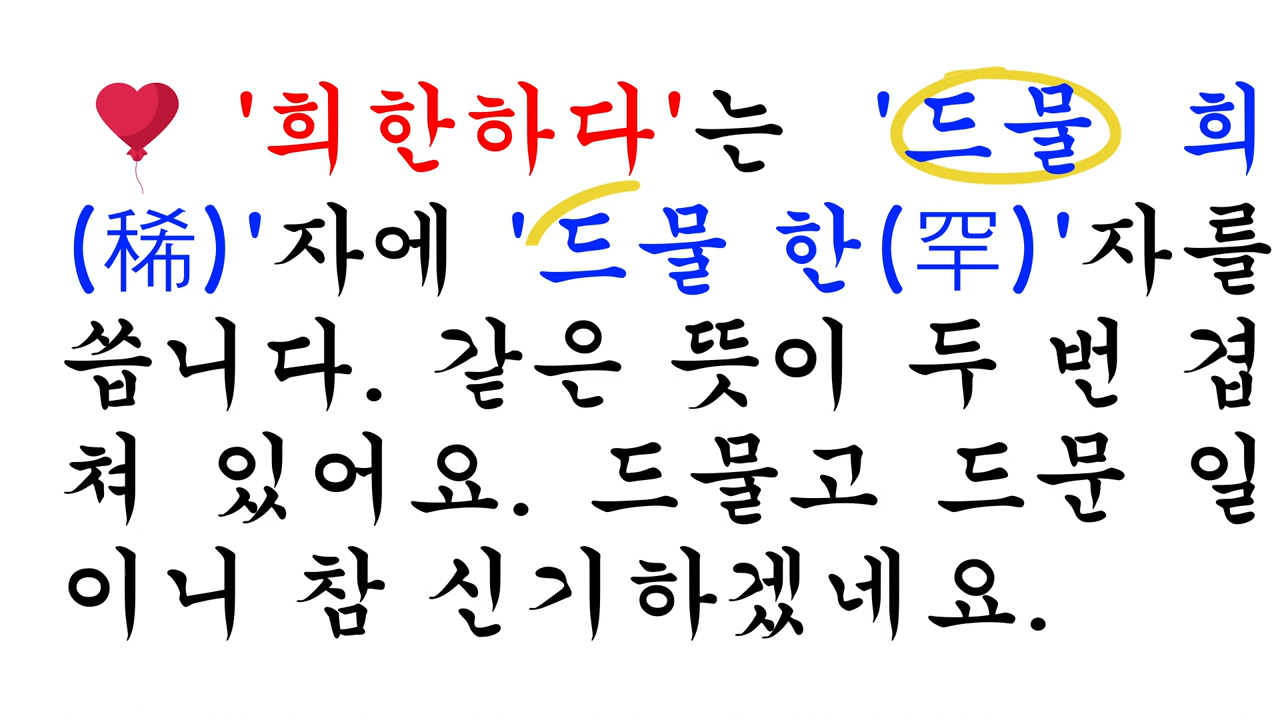 '희한하다'는 '드물 희
(稀)'자에 '드물 한(罕)'자를
씁니다. 같은 뜻이 두 번 겹
쳐 있어요. 드물고 드문 일
이니 참 신기하겠네요.